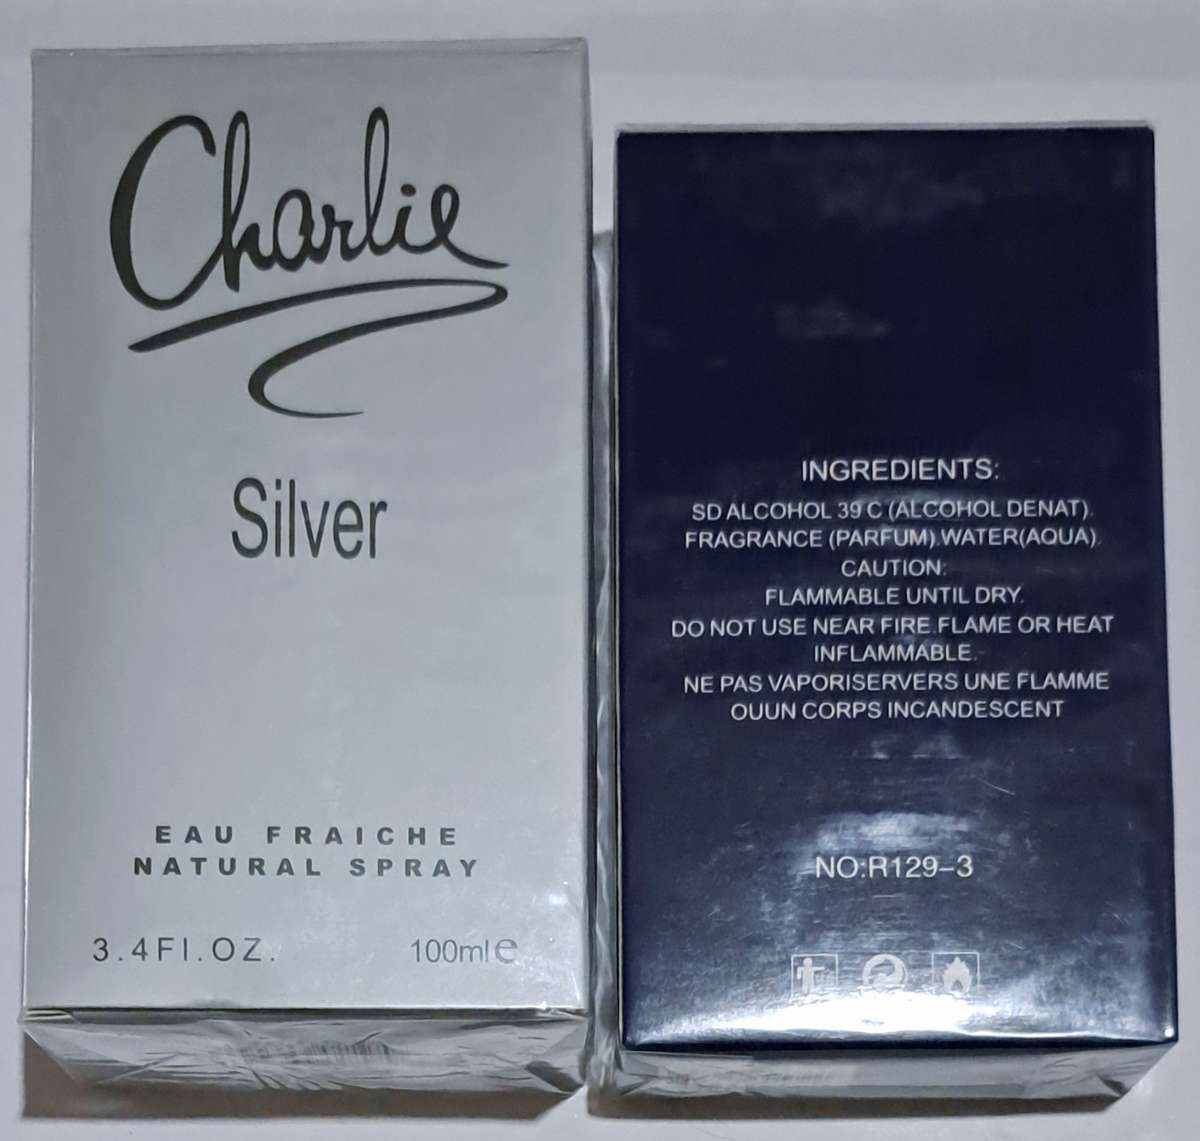 Charlie
Silver
EAU FRAICHE
NATURAL SPRAY
3.4FI.OZ.
100ml e
INGREDIENTS:
SD ALCOHOL 39 C (ALCOHOL DENAT).
FRAGRANCE (PARFUM).WATER(AQUA).
CAUTION:
FLAMMABLE UNTIL DRY.
DO NOT USE NEAR FIRE.FLAME OR HEAT
INFLAMMABLE.
NE PAS VAPORISERVERS UNE FLAMME
OUUN CORPS INCANDESCENT
NO:R129-3